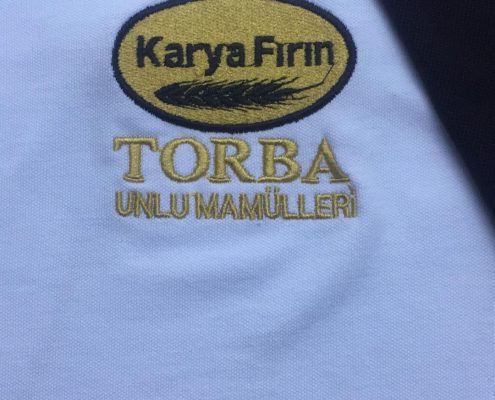 Karya Fırın
TORBA
UNLU MAMÜLLERİ